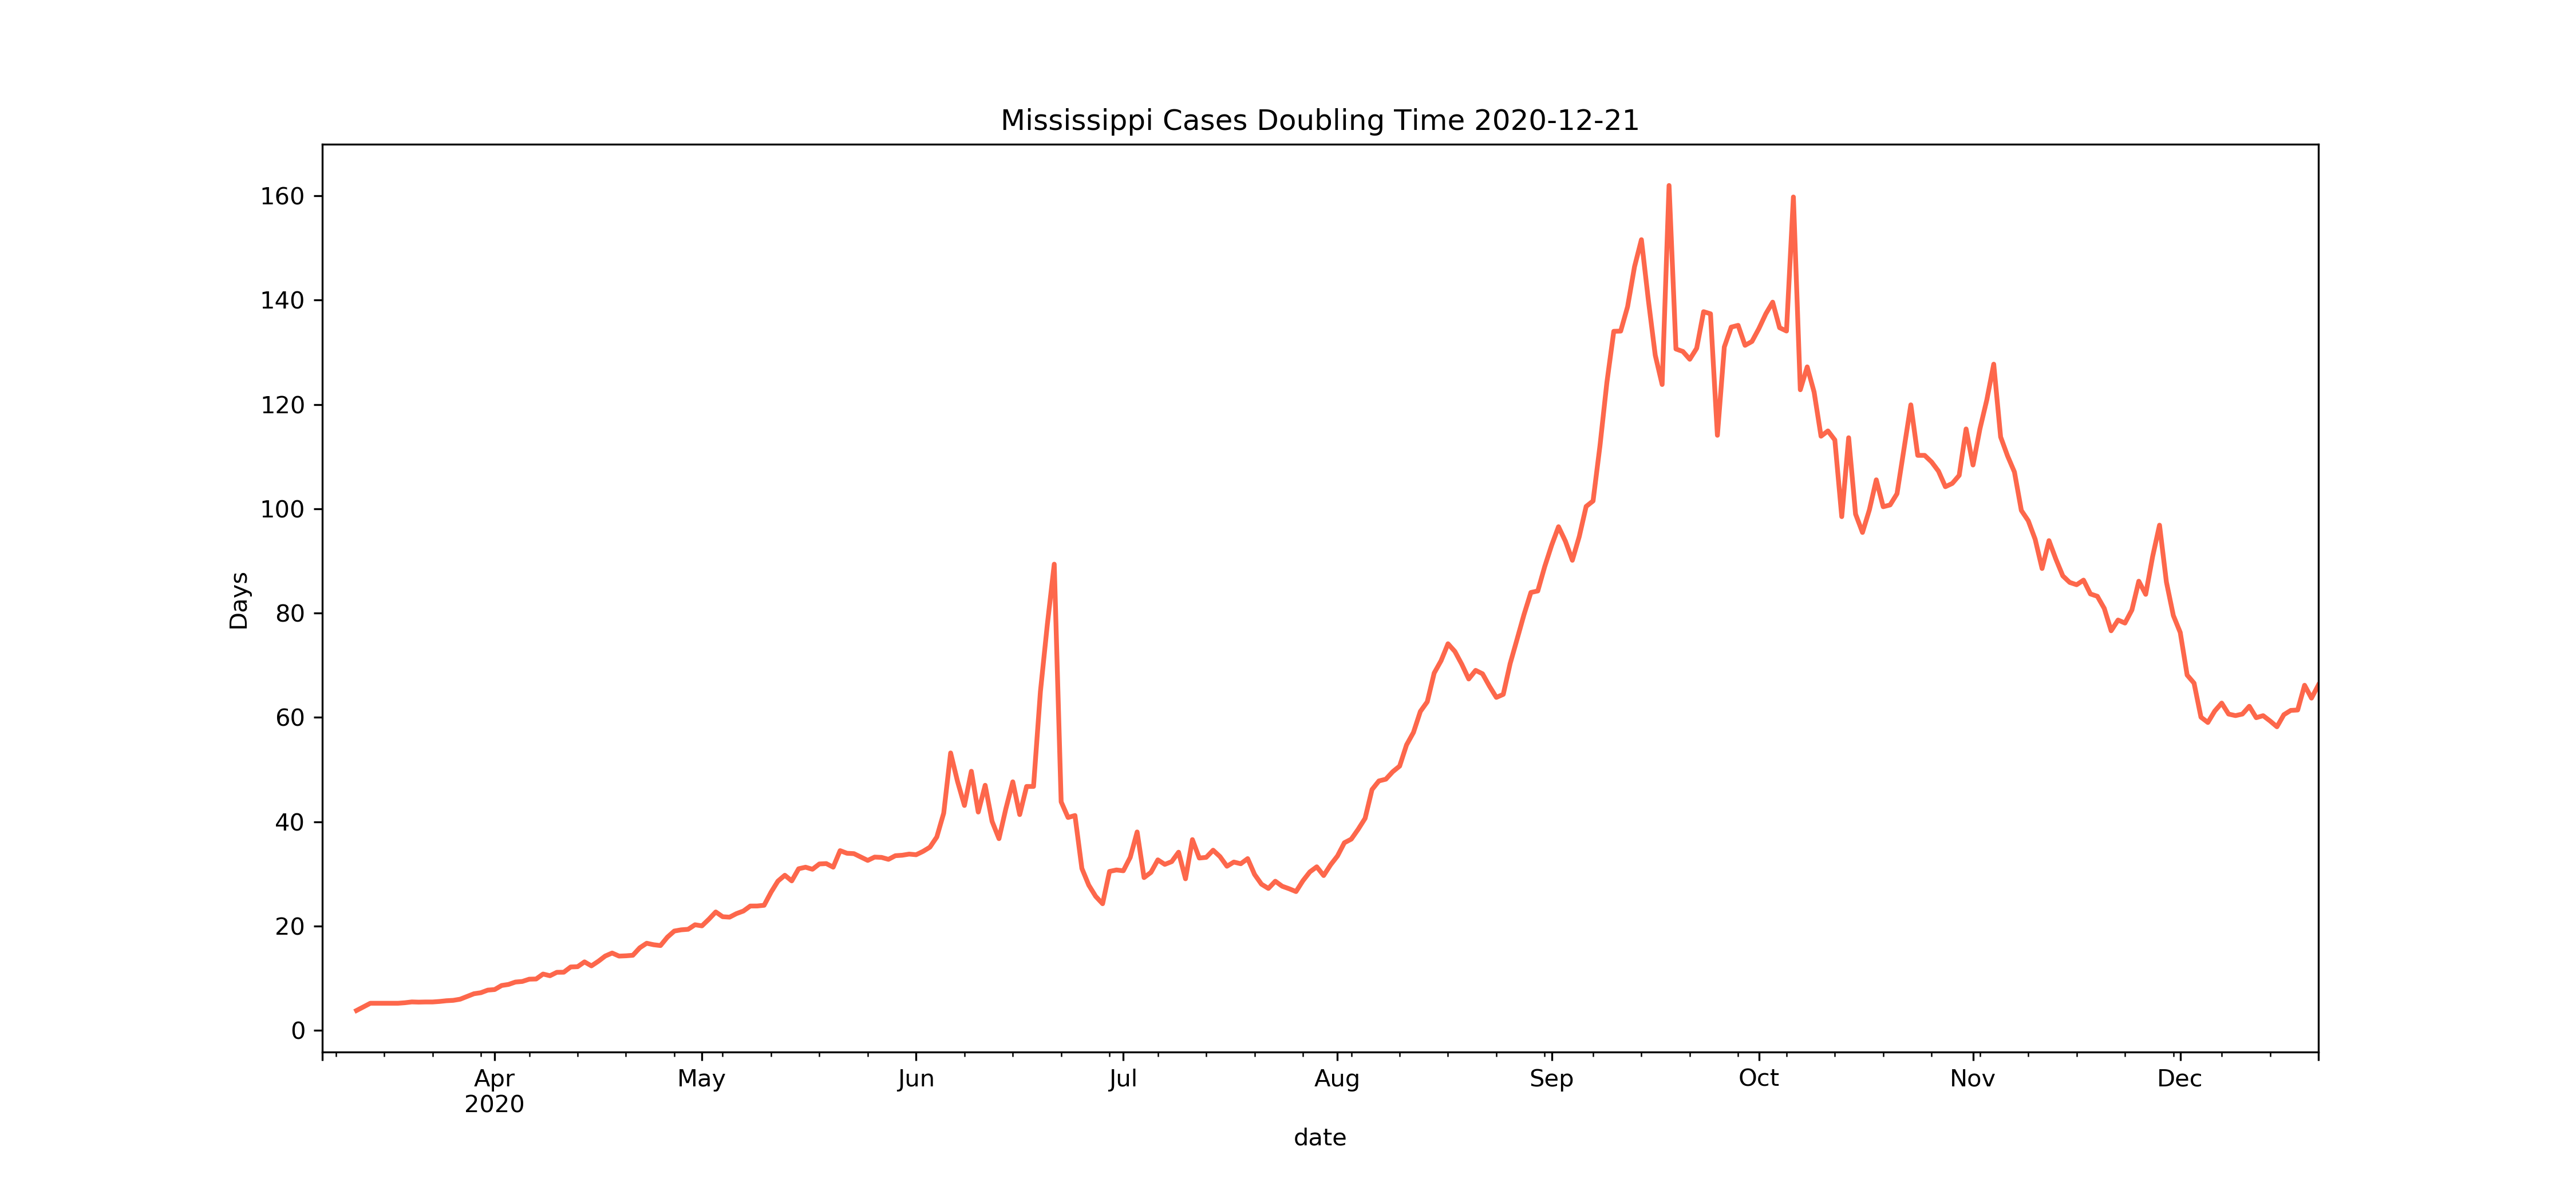 Mississippi Cases Doubling Time 2020-12-21
160
140
120
100
80
60
40
20
0
Days
Apr May Jun Jul Aug Sep Oct Nov Dec
2020
date